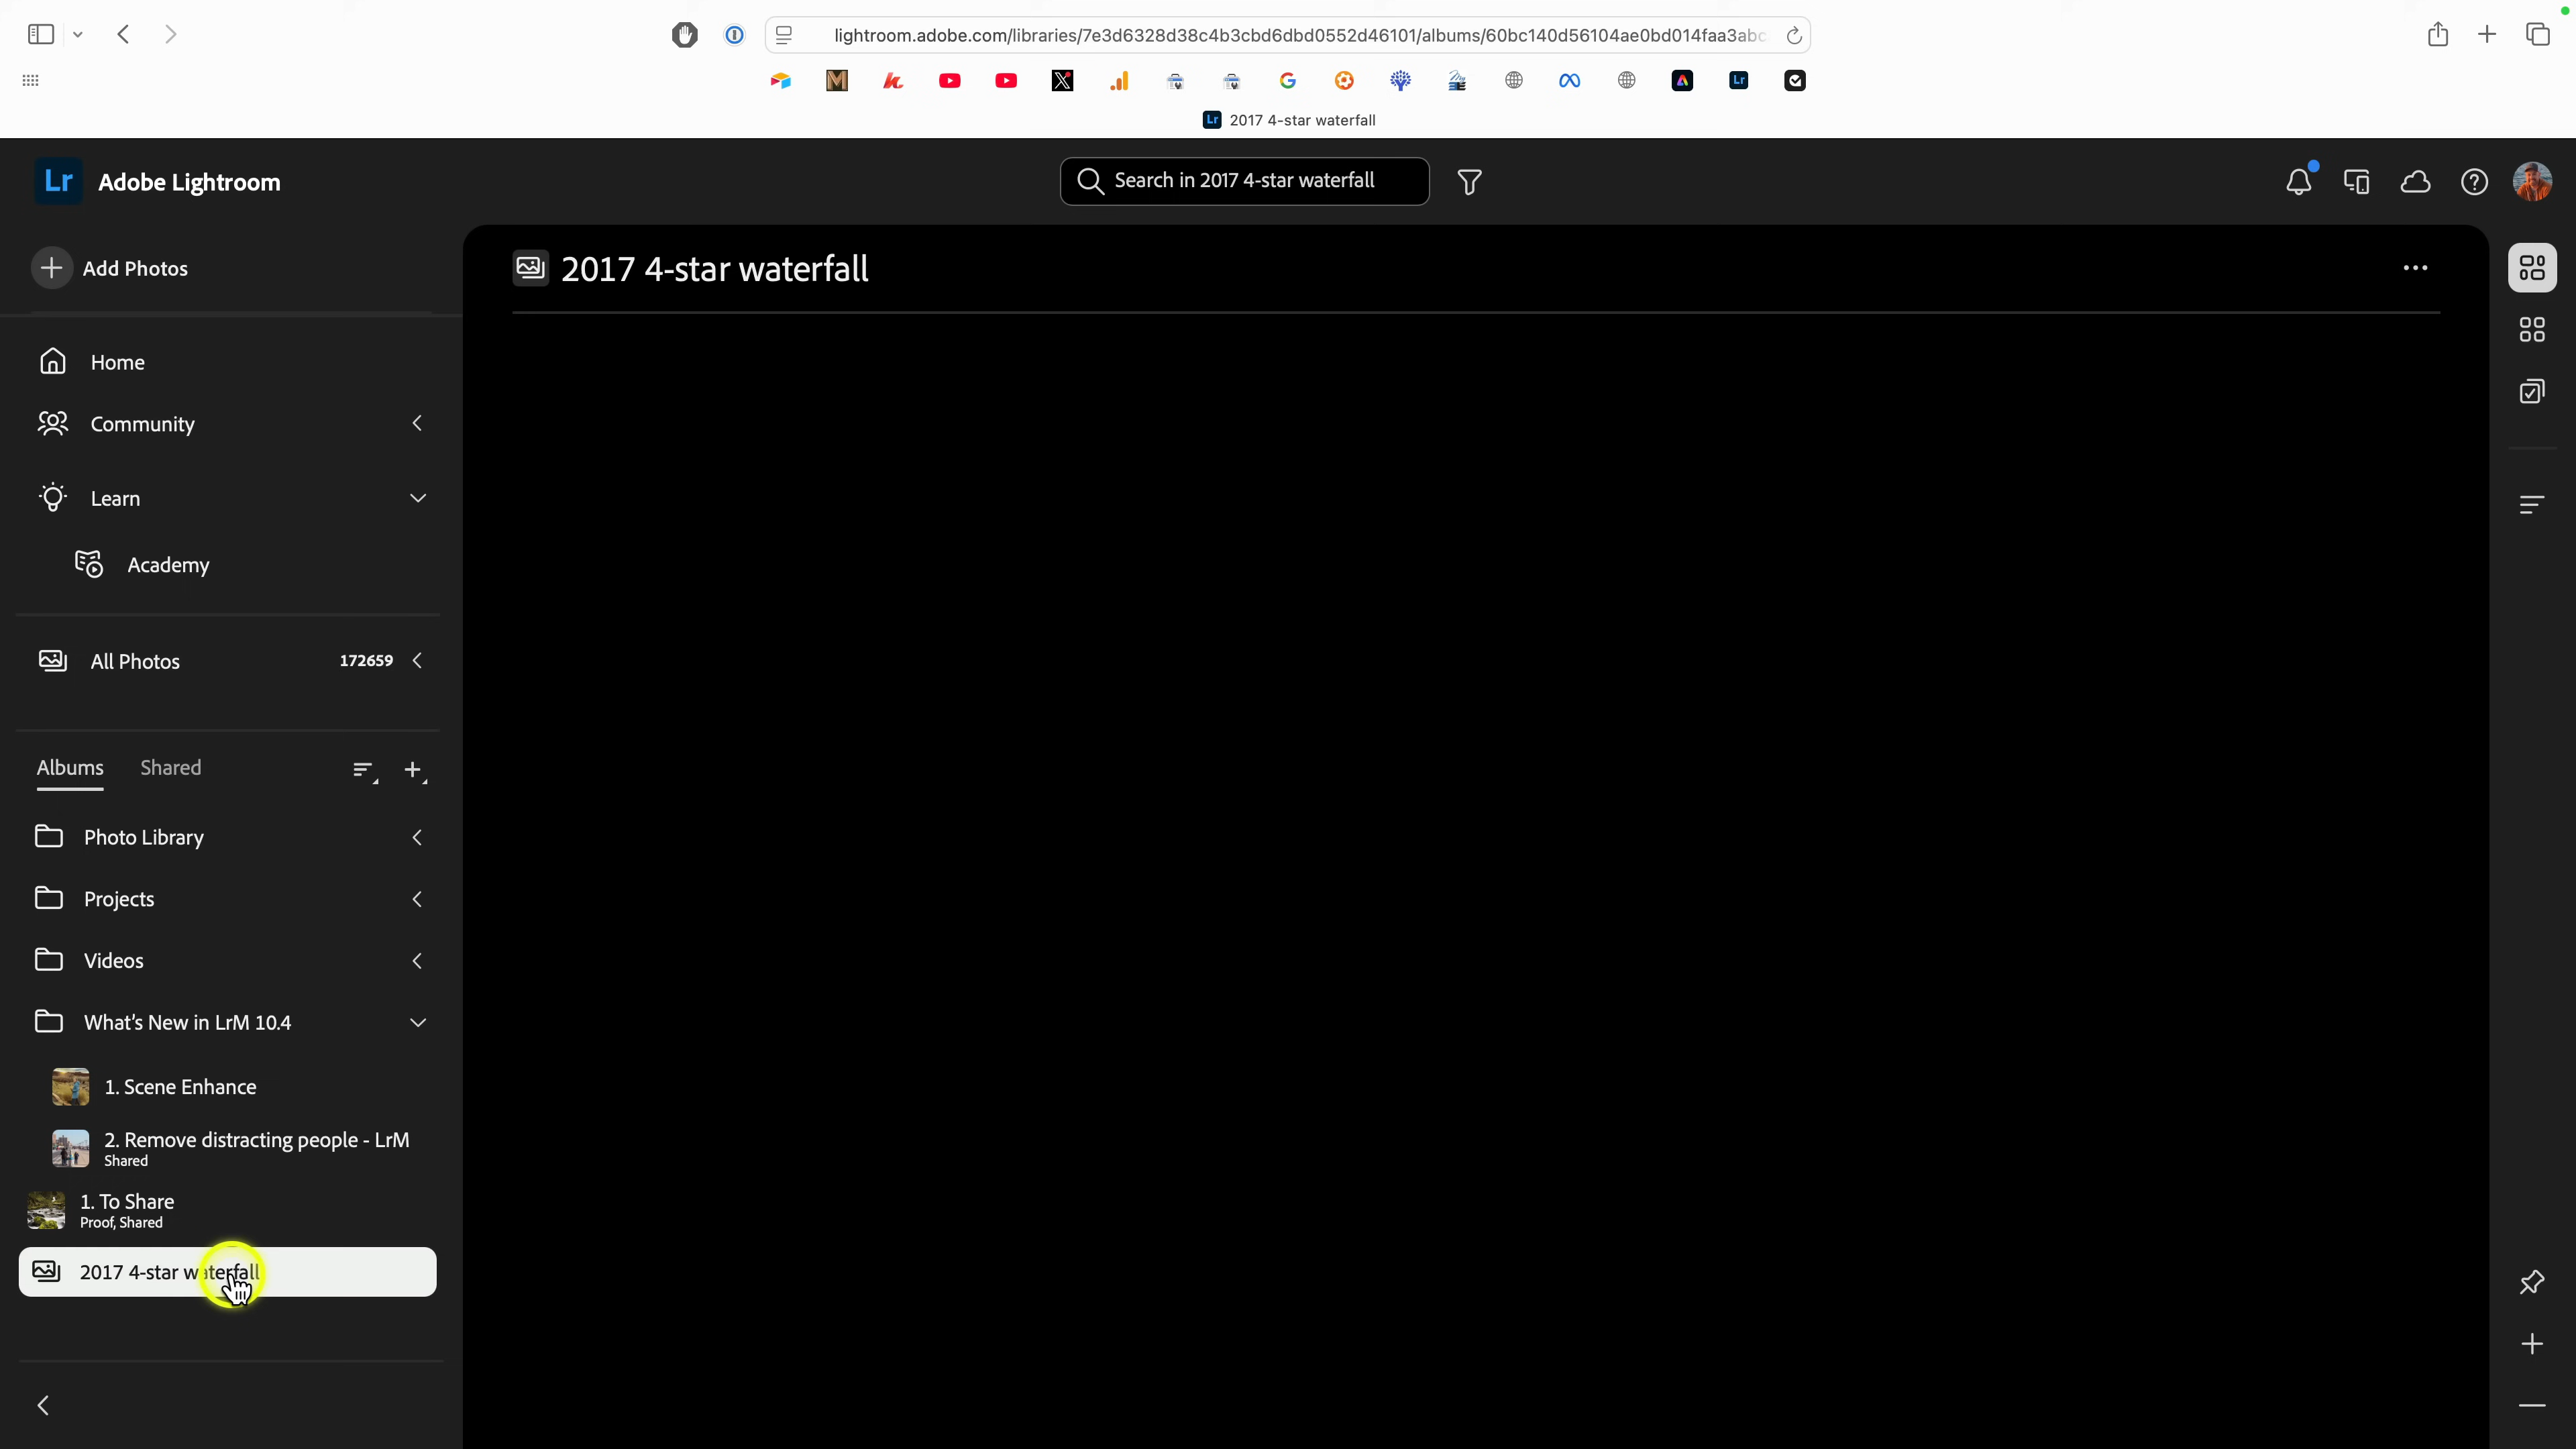 lightroom.adobe.com/libraries/7e3d6328d38c4b3cbd6dbd0552d46101/albums/60bc140d56104ae0bd014faa3abc
Lr 2017 4-star waterfall
Lr Adobe Lightroom
Search in 2017 4-star waterfall
Add Photos
2017 4-star waterfall
Home
Community
Learn
Academy
All Photos 172659
Albums Shared
Photo Library
Projects
Videos
What's New in LrM 10.4
1. Scene Enhance
2. Remove distracting people - LrM
Shared
1. To Share
Proof, Shared
2017 4-star waterfall